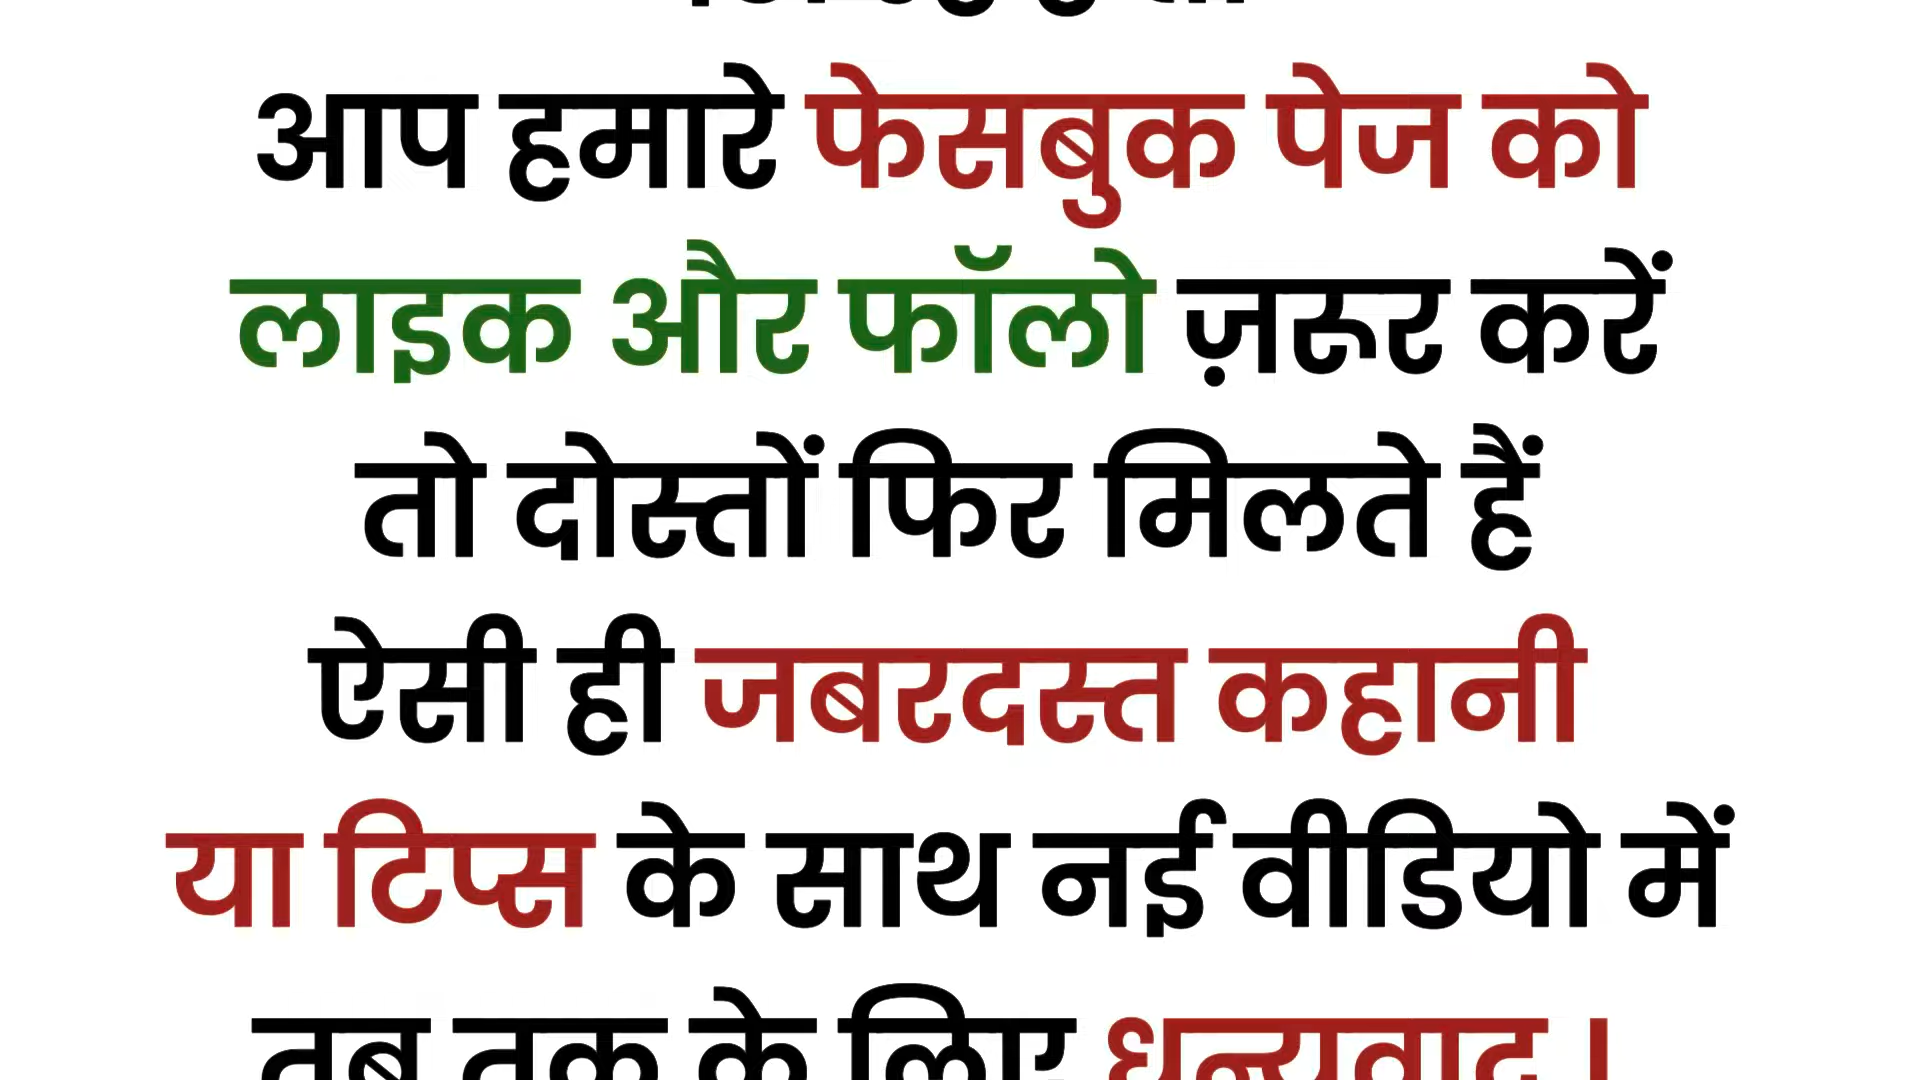 आप हमारे फेसबुक पेज को
लाइक और फॉलो ज़रूर करें
तो दोस्तों फिर मिलते हैं
ऐसी ही जबरदस्त कहानी
या टिप्स के साथ नई वीडियो में
तब तक के लिए धन्यवाद ।